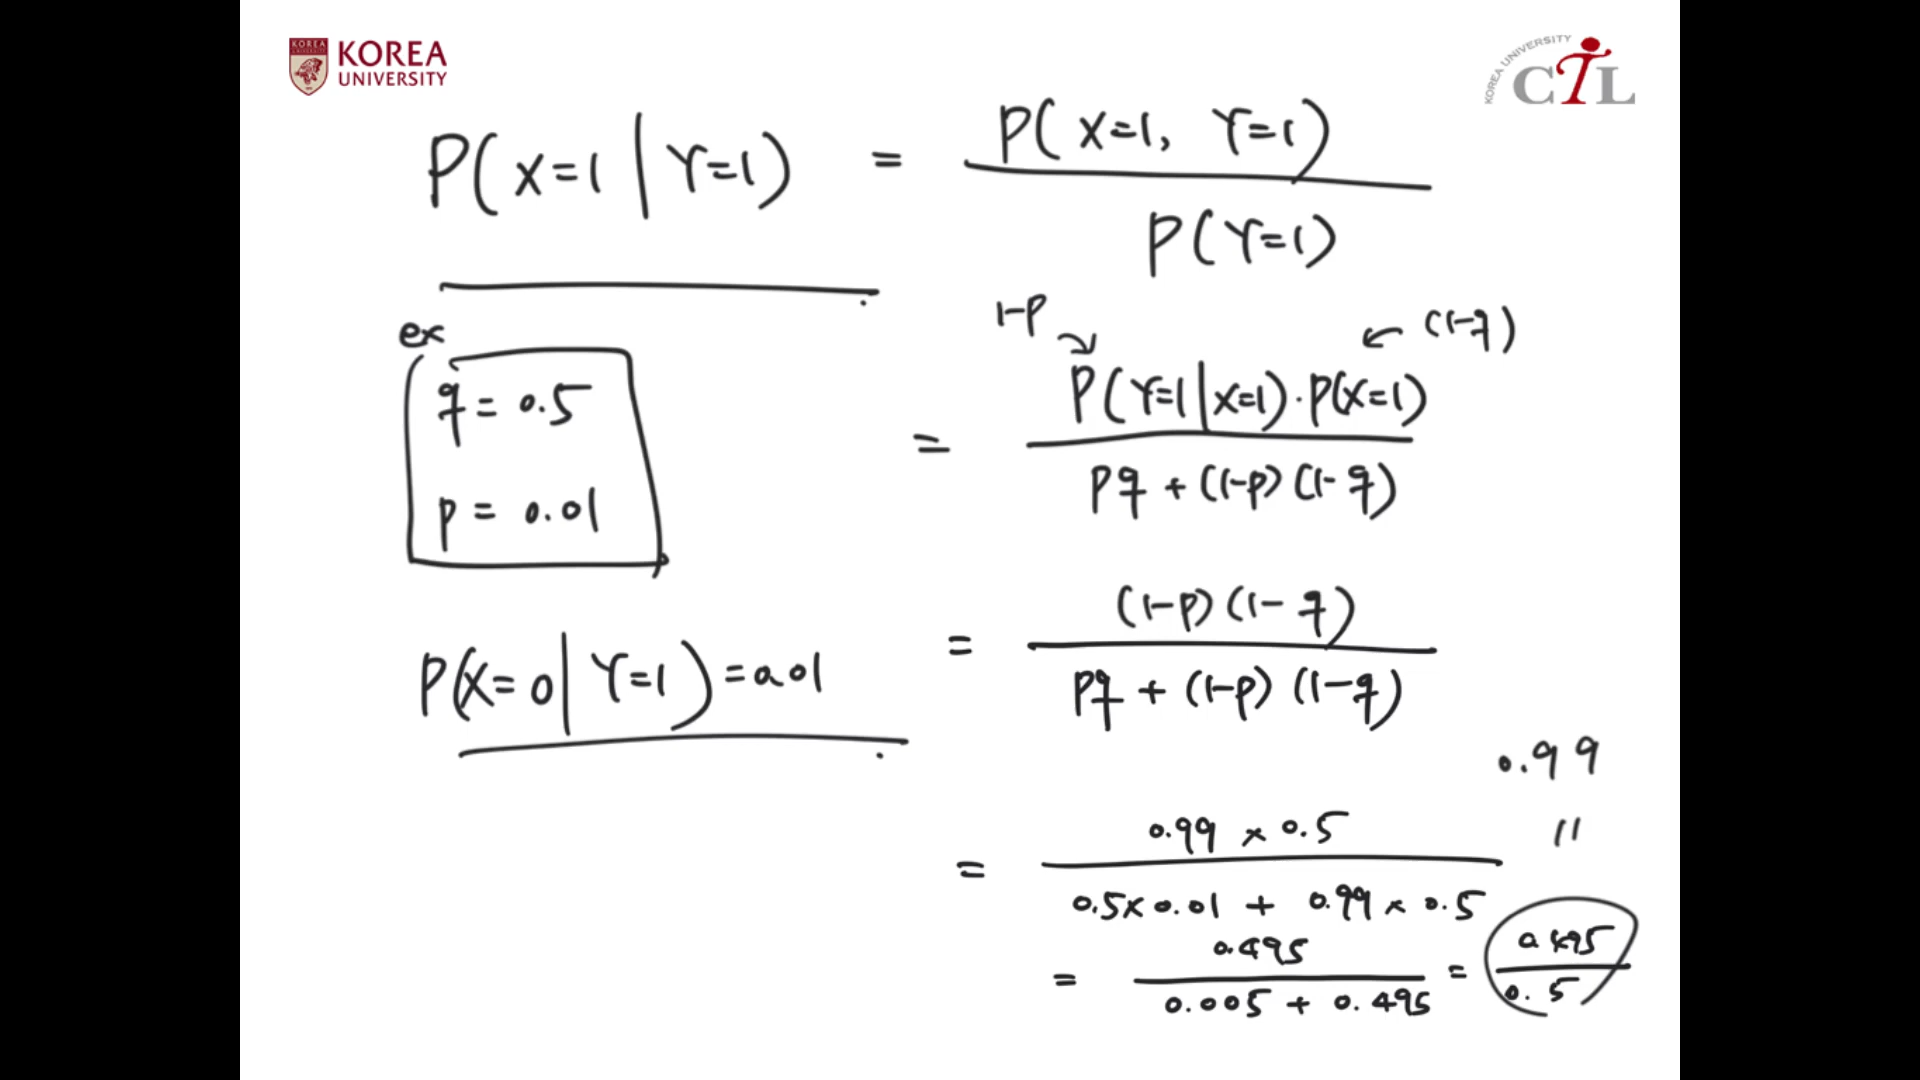 KOREA
UNIVERSITY
KOREA UNIVERSITY
CTL
P(X=1 | Y=1) = P(X=1, Y=1)
P(Y=1)
ex
q = 0.5
p = 0.01
1-p
(1-q)
= P(Y=1|X=1)·P(X=1)
pq + (1-p)(1-q)
P(X=0 | Y=1) = 0.01
= (1-p)(1-q)
pq + (1-p)(1-q)
0.99
"
= 0.99 × 0.5
0.5×0.01 + 0.99×0.5
= 0.495
0.005 + 0.495
= 0.495
0.5